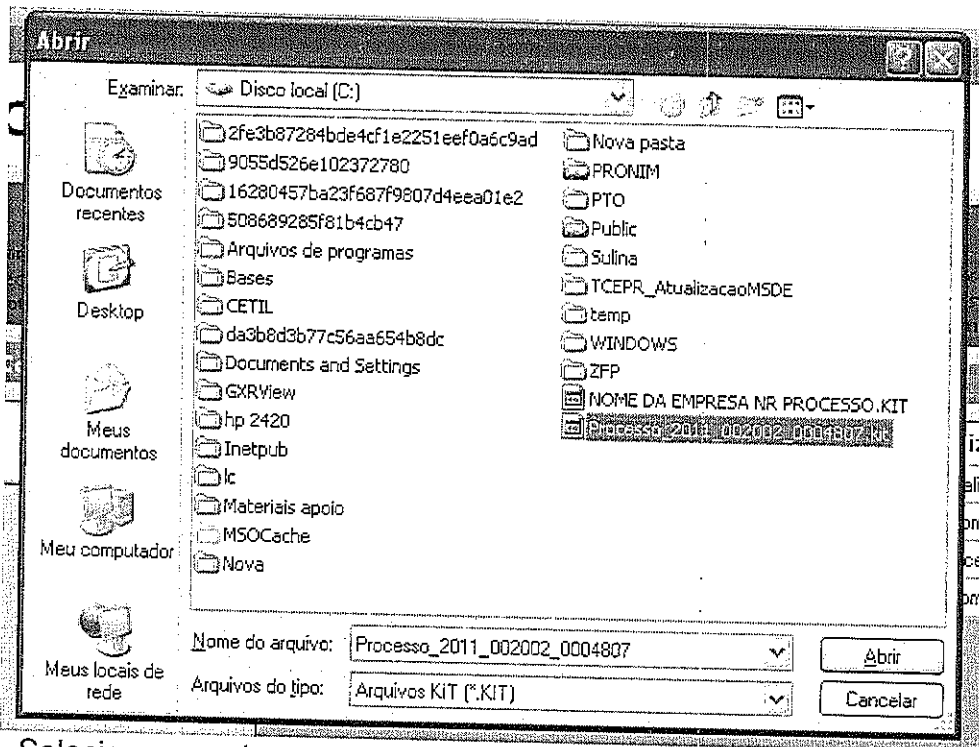 Abrir
Examinar:
Disco local (C:)
Documentos
recentes
Desktop
Meus
documentos
Meu computador
Meus locais de
rede
2fe3b87284bde4cf1e2251eef0a6c9ad
9055d526e102372780
16280457ba23f687f9807d4eea01e2
508689285f81b4cb47
Arquivos de programas
Bases
CETIL
da3b8d3b77c56aa654b8dc
Documents and Settings
GXRView
hp 2420
Inetpub
lc
Materiais apoio
MSOCache
Nova
Nova pasta
PRONIM
PTO
Public
Sulina
TCEPR_AtualizacaoMSDE
temp
WINDOWS
ZFP
NOME DA EMPRESA NR PROCESSO.KIT
Processo_2011_002002_0004807.kit
Nome do arquivo:
Processo_2011_002002_0004807
Abrir
Arquivos do tipo:
Arquivos KIT (*.KIT)
Cancelar